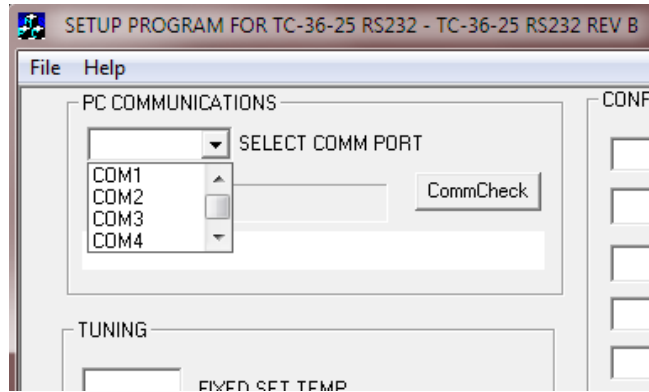 SETUP PROGRAM FOR TC-36-25 RS232 - TC-36-25 RS232 REV B
File Help
PC COMMUNICATIONS
SELECT COMM PORT
COM1
COM2
COM3
COM4
CommCheck
TUNING
FIXED SET TEMP
CONF